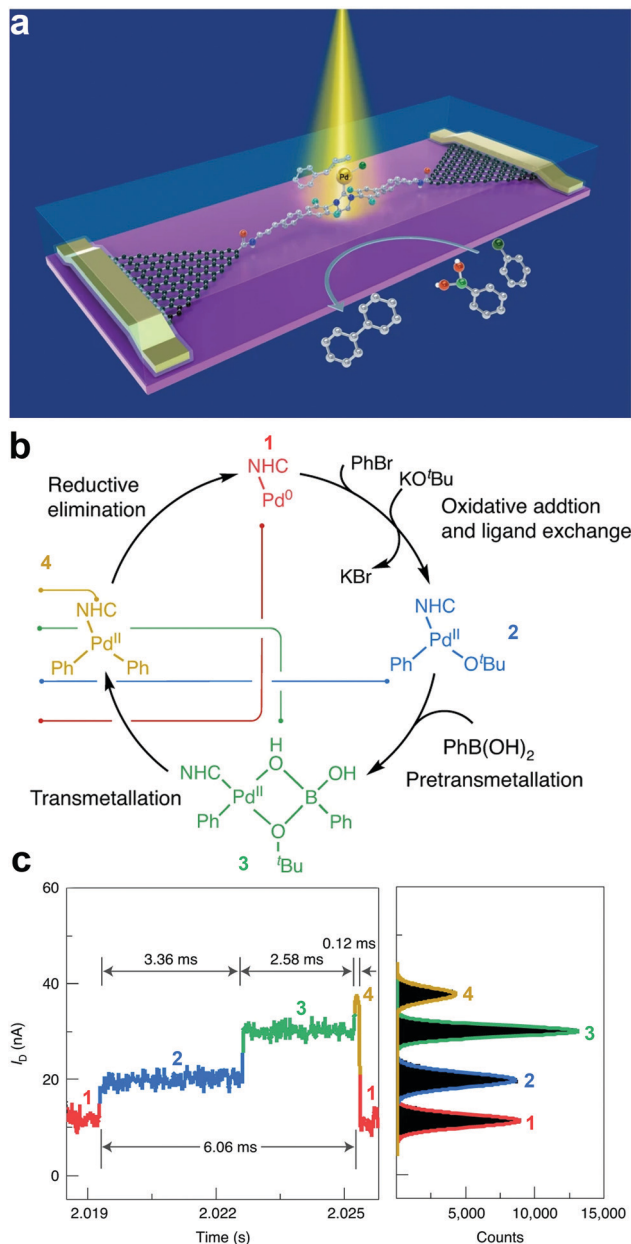 a
Pd
b
1
NHC
Pd⁰
PhBr
KOᵗBu
Oxidative addtion
and ligand exchange
KBr
Reductive
elimination
4
NHC
Pdᴵᴵ
Ph
Ph
NHC
Pdᴵᴵ
2
Ph
OᵗBu
PhB(OH)₂
Pretransmetallation
Transmetallation
H
NHC
O
OH
Pdᴵᴵ
B
Ph
O
Ph
3
ᵗBu
c
60
40
20
0
I_D (nA)
0.12 ms
3.36 ms
2.58 ms
4
3
2
1
1
6.06 ms
2.019
2.022
2.025
Time (s)
4
3
2
1
5,000
10,000
15,000
Counts